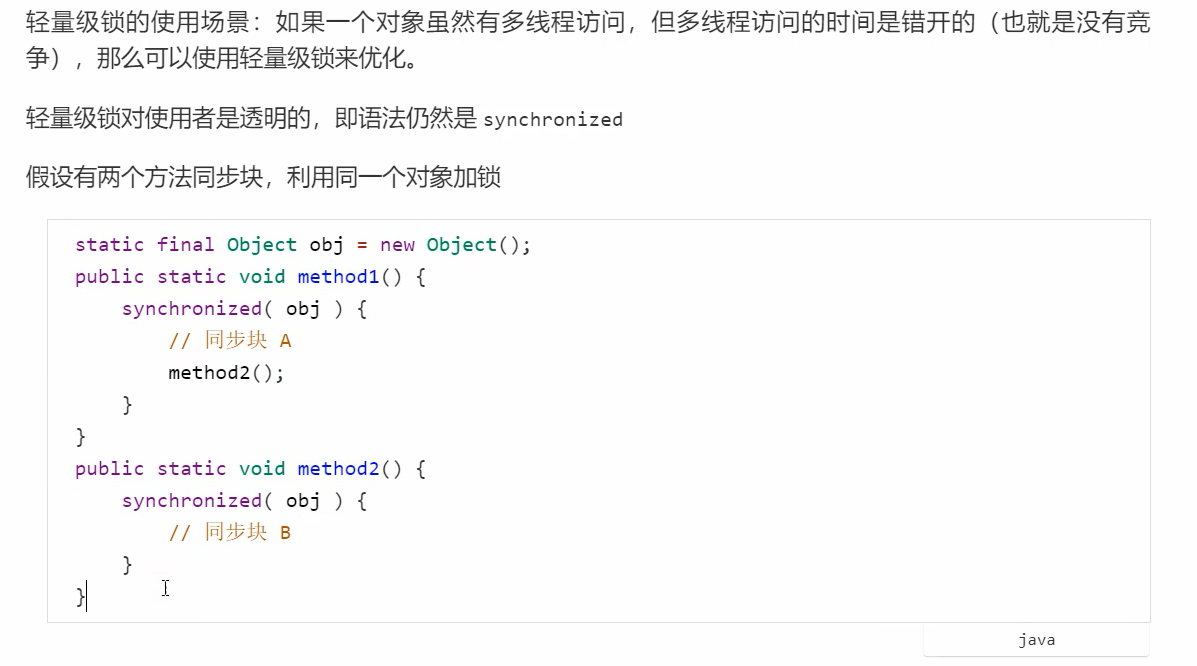 轻量级锁的使用场景：如果一个对象虽然有多线程访问，但多线程访问的时间是错开的（也就是没有竞
争），那么可以使用轻量级锁来优化。
轻量级锁对使用者是透明的，即语法仍然是 synchronized
假设有两个方法同步块，利用同一个对象加锁
static final Object obj = new Object();
public static void method1() {
    synchronized( obj ) {
        // 同步块 A
        method2();
    }
}
public static void method2() {
    synchronized( obj ) {
        // 同步块 B
    }
}
java